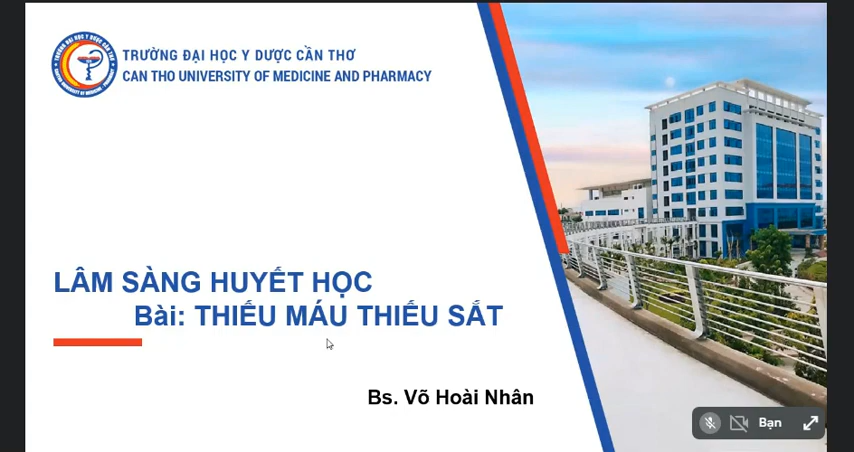 TRƯỜNG ĐẠI HỌC Y DƯỢC CẦN THƠ
CAN THO UNIVERSITY OF MEDICINE AND PHARMACY
LÂM SÀNG HUYẾT HỌC
Bài: THIẾU MÁU THIẾU SẮT
Bs. Võ Hoài Nhân
Bạn